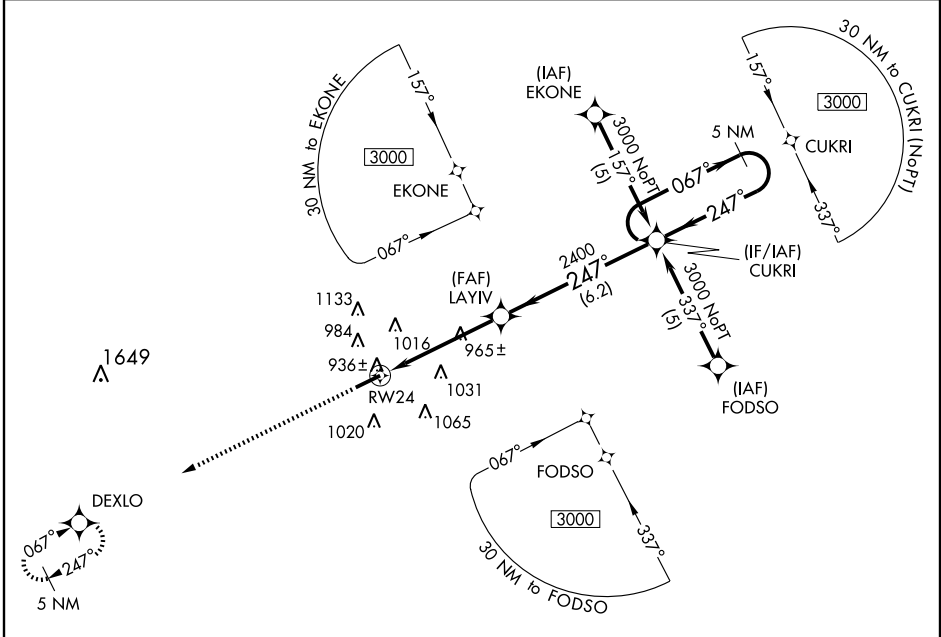 30 NM to EKONE
157°
3000
EKONE
067°
(IAF)
EKONE
3000 NoPT
157°
(5)
5 NM
067°
247°
30 NM to CUKRI (NoPT)
157°
3000
CUKRI
337°
(IF/IAF)
CUKRI
2400
247°
(6.2)
3000 NoPT
337°
(5)
(IAF)
FODSO
(FAF)
LAYIV
1133
984
1016
965±
936±
RW24
1031
1065
1020
1649
DEXLO
067°
247°
5 NM
067°
FODSO
3000
337°
30 NM to FODSO